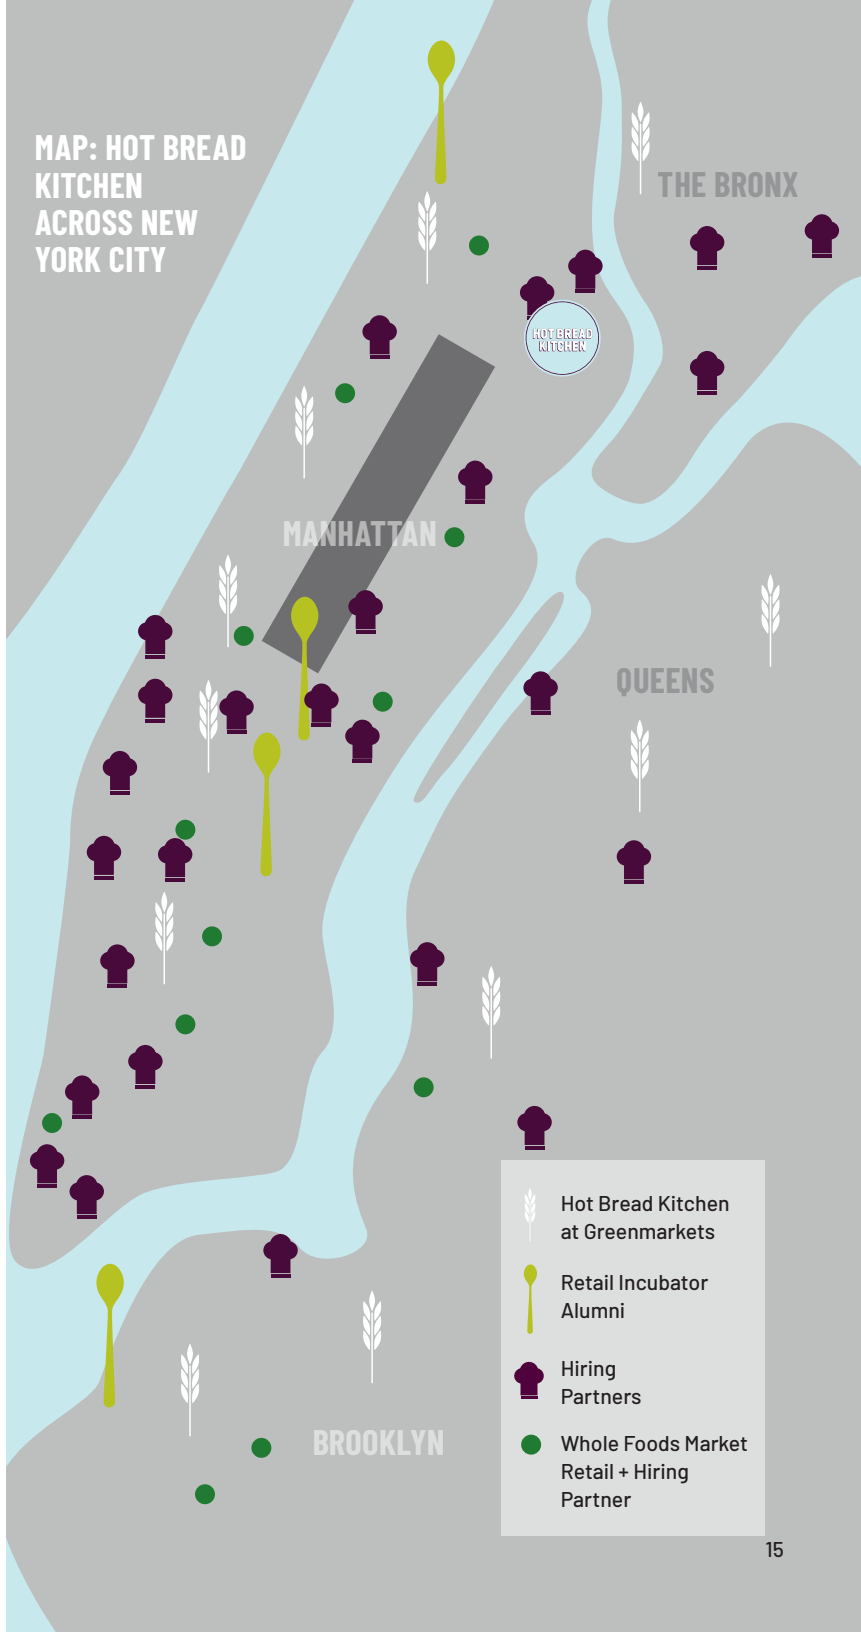 MAP: HOT BREAD
KITCHEN
ACROSS NEW
YORK CITY
THE BRONX
HOT BREAD
KITCHEN
MANHATTAN
QUEENS
Hot Bread Kitchen
at Greenmarkets
Retail Incubator
Alumni
Hiring
Partners
Whole Foods Market
Retail + Hiring
Partner
BROOKLYN
15